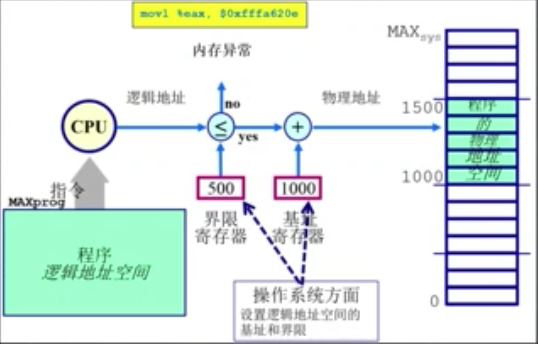 movl %eax, $0xfffa620e
内存异常
MAXsys
逻辑地址
no
物理地址
1500
程序
的
物理
地址
空间
CPU
≤
yes
+
1000
指令
500
1000
MAXprog
界限
寄存器
基址
寄存器
程序
逻辑地址空间
操作系统方面
设置逻辑地址空间的
基址和界限
0